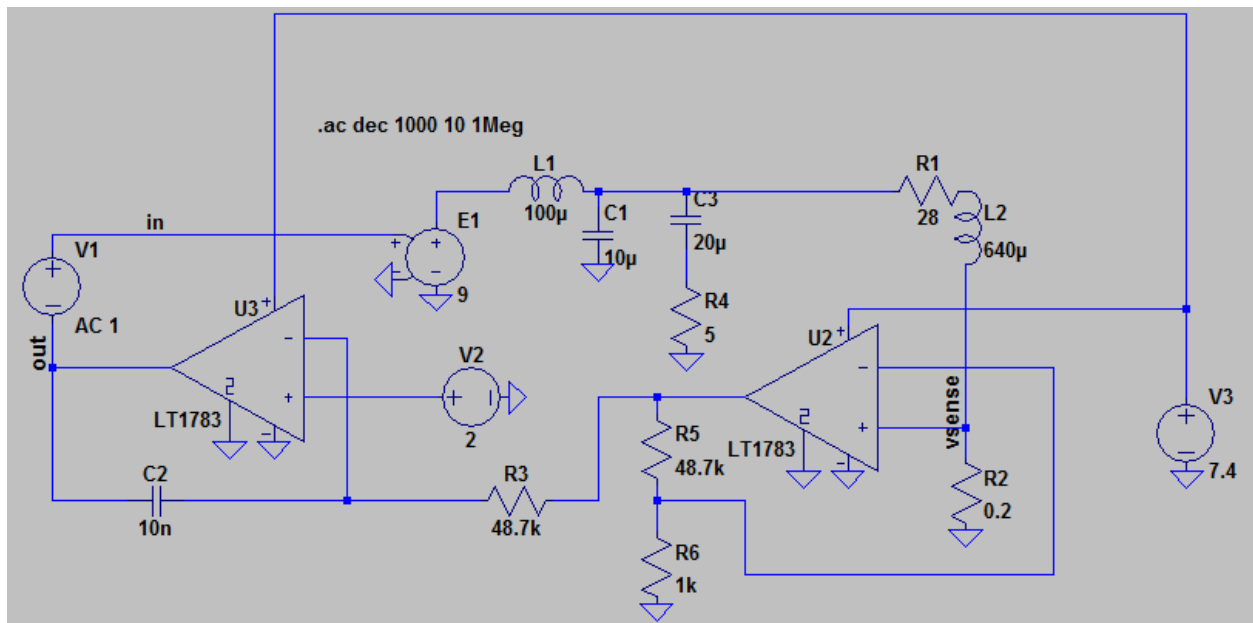 .ac dec 1000 10 1Meg
L1
100µ
C1
10µ
C3
20µ
R4
5
R1
28
L2
640µ
in
V1
AC 1
E1
9
out
U3
LT1783
V2
2
C2
10n
R3
48.7k
R5
48.7k
R6
1k
U2
LT1783
vsense
R2
0.2
V3
7.4